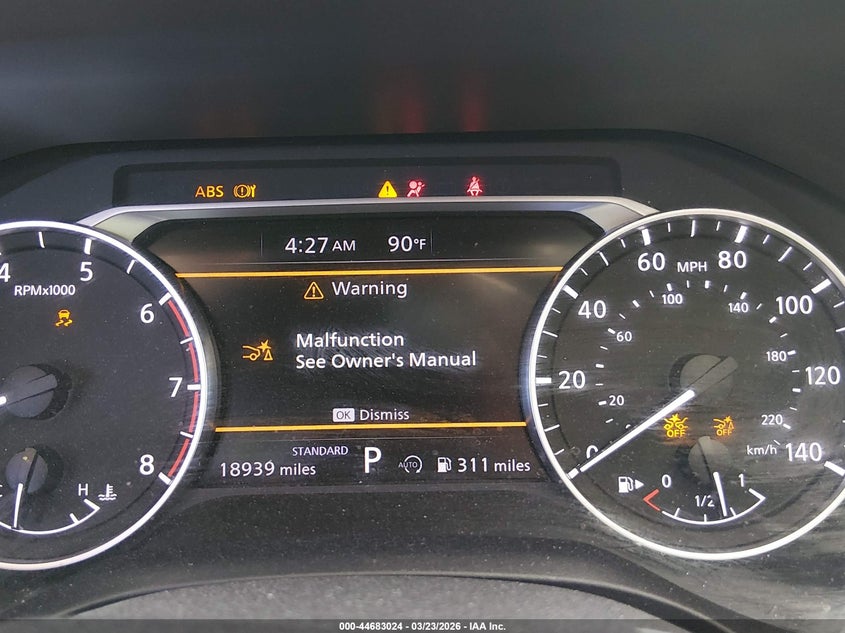 ABS
4:27 AM 90°F
Warning
Malfunction
See Owner's Manual
OK Dismiss
STANDARD
18939 miles P AUTO 311 miles
4 5 6 7 8
RPMx1000
H
0 20 40 60 80 100 120 140
MPH
20 60 100 140 180 220
km/h
OFF OFF
0 1/2 1
000-44683024 - 03/23/2026 - IAA Inc.